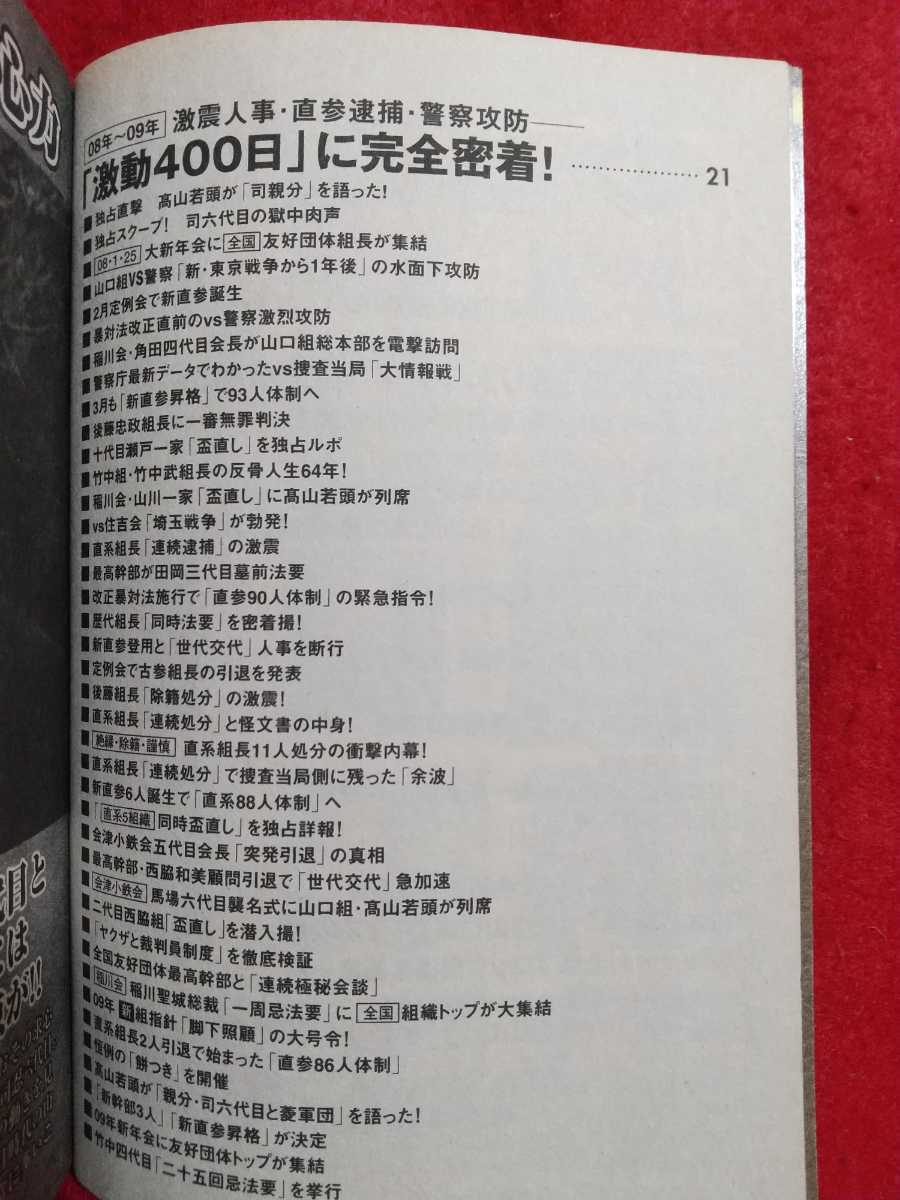 08年〜09年 激震人事・直参逮捕・警察攻防──
「激動400日」に完全密着! ……………… 21
■独占直撃 髙山若頭が「司親分」を語った!
■独占スクープ! 司六代目の獄中肉声
■08・1・25 大新年会に全国友好団体組長が集結
■山口組VS警察「新・東京戦争から1年後」の水面下攻防
■2月定例会で新直参誕生
■暴対法改正直前のvs警察激烈攻防
■稲川会・角田四代目会長が山口組総本部を電撃訪問
■警察庁最新データでわかったvs捜査当局「大情報戦」
■3月も「新直参昇格」で93人体制へ
■後藤忠政組長に一審無罪判決
■十代目瀬戸一家「盃直し」を独占ルポ
■竹中組・竹中武組長の反骨人生64年!
■稲川会・山川一家「盃直し」に髙山若頭が列席
■vs住吉会「埼玉戦争」が勃発!
■直系組長「連続逮捕」の激震
■最高幹部が田岡三代目墓前法要
■改正暴対法施行で「直参90人体制」の緊急指令!
■歴代組長「同時法要」を密着撮!
■新直参登用と「世代交代」人事を断行
■定例会で古参組長の引退を発表
■後藤組長「除籍処分」の激震!
■直系組長「連続処分」と怪文書の中身!
■絶縁・除籍・謹慎 直系組長11人処分の衝撃内幕!
■直系組長「連続処分」で捜査当局側に残った「余波」
■新直参6人誕生で「直系88人体制」へ
■「直系5組織同時盃直し」を独占詳報!
■会津小鉄会五代目会長「突発引退」の真相
■最高幹部・西脇和美顧問引退で「世代交代」急加速
■会津小鉄会 馬場六代目襲名式に山口組・髙山若頭が列席
■二代目西脇組「盃直し」を潜入撮!
■「ヤクザと裁判員制度」を徹底検証
■全国友好団体最高幹部と「連続極秘会談」
■稲川会 稲川聖城総裁「一周忌法要」に全国組織トップが大集結
■09年新組指針「脚下照顧」の大号令!
■直系組長2人引退で始まった「直参86人体制」
■恒例の「餅つき」を開催
■髙山若頭が「親分・司六代目と菱軍団」を語った!
■「新幹部3人」「新直参昇格」が決定
■09年新年会に友好団体トップが集結
■竹中四代目「二十五回忌法要」を挙行